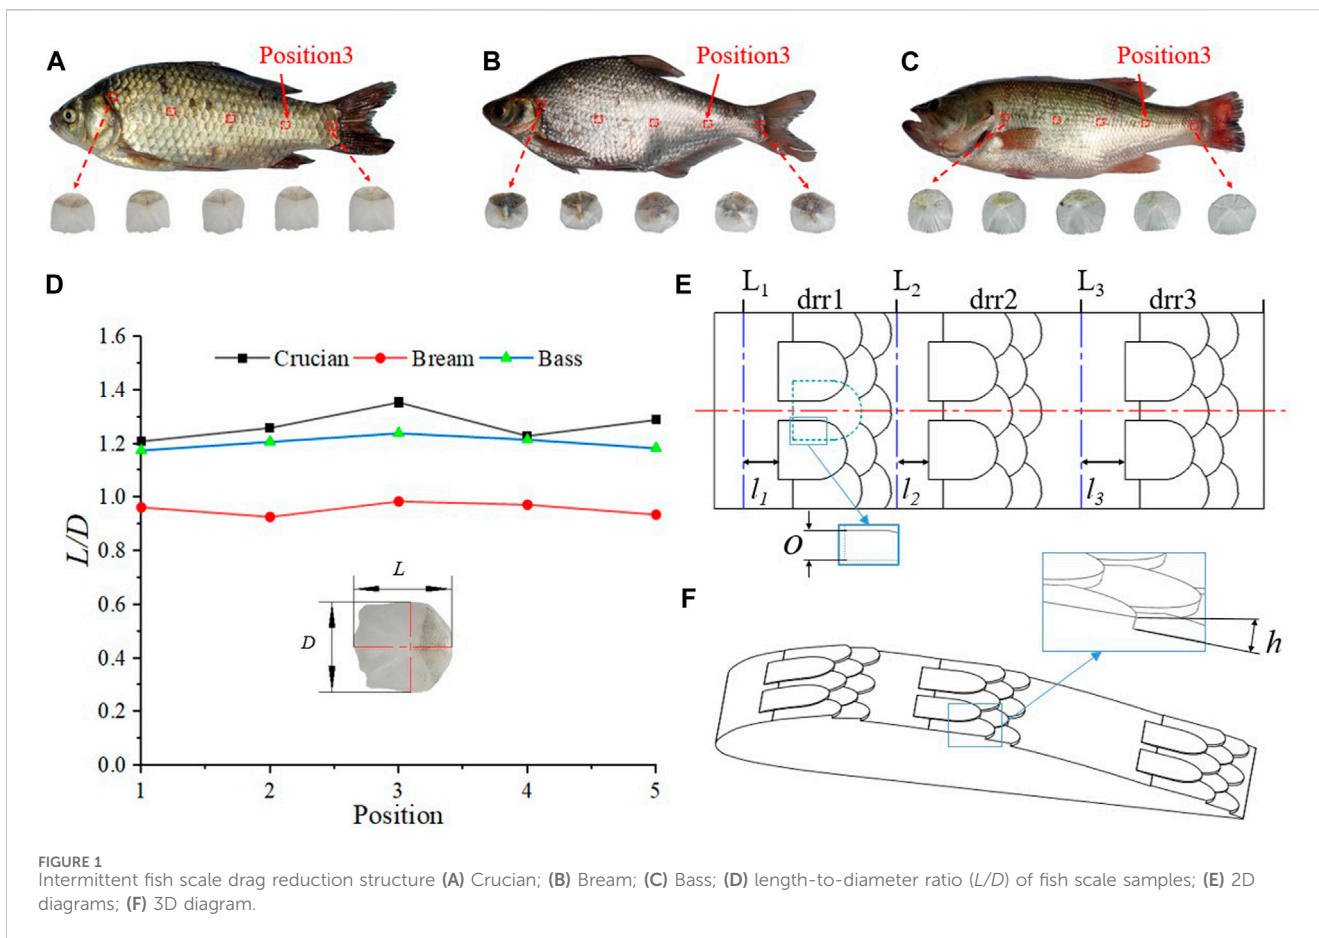 A
Position3
B
Position3
C
Position3
D
1.6
1.4
1.2
1.0
0.8
0.6
0.4
0.2
0.0
L/D
Crucian
Bream
Bass
L
D
1
2
3
4
5
Position
E
L1
drr1
L2
drr2
L3
drr3
l1
l2
l3
O
F
h
FIGURE 1
Intermittent fish scale drag reduction structure (A) Crucian; (B) Bream; (C) Bass; (D) length-to-diameter ratio (L/D) of fish scale samples; (E) 2D
diagrams; (F) 3D diagram.